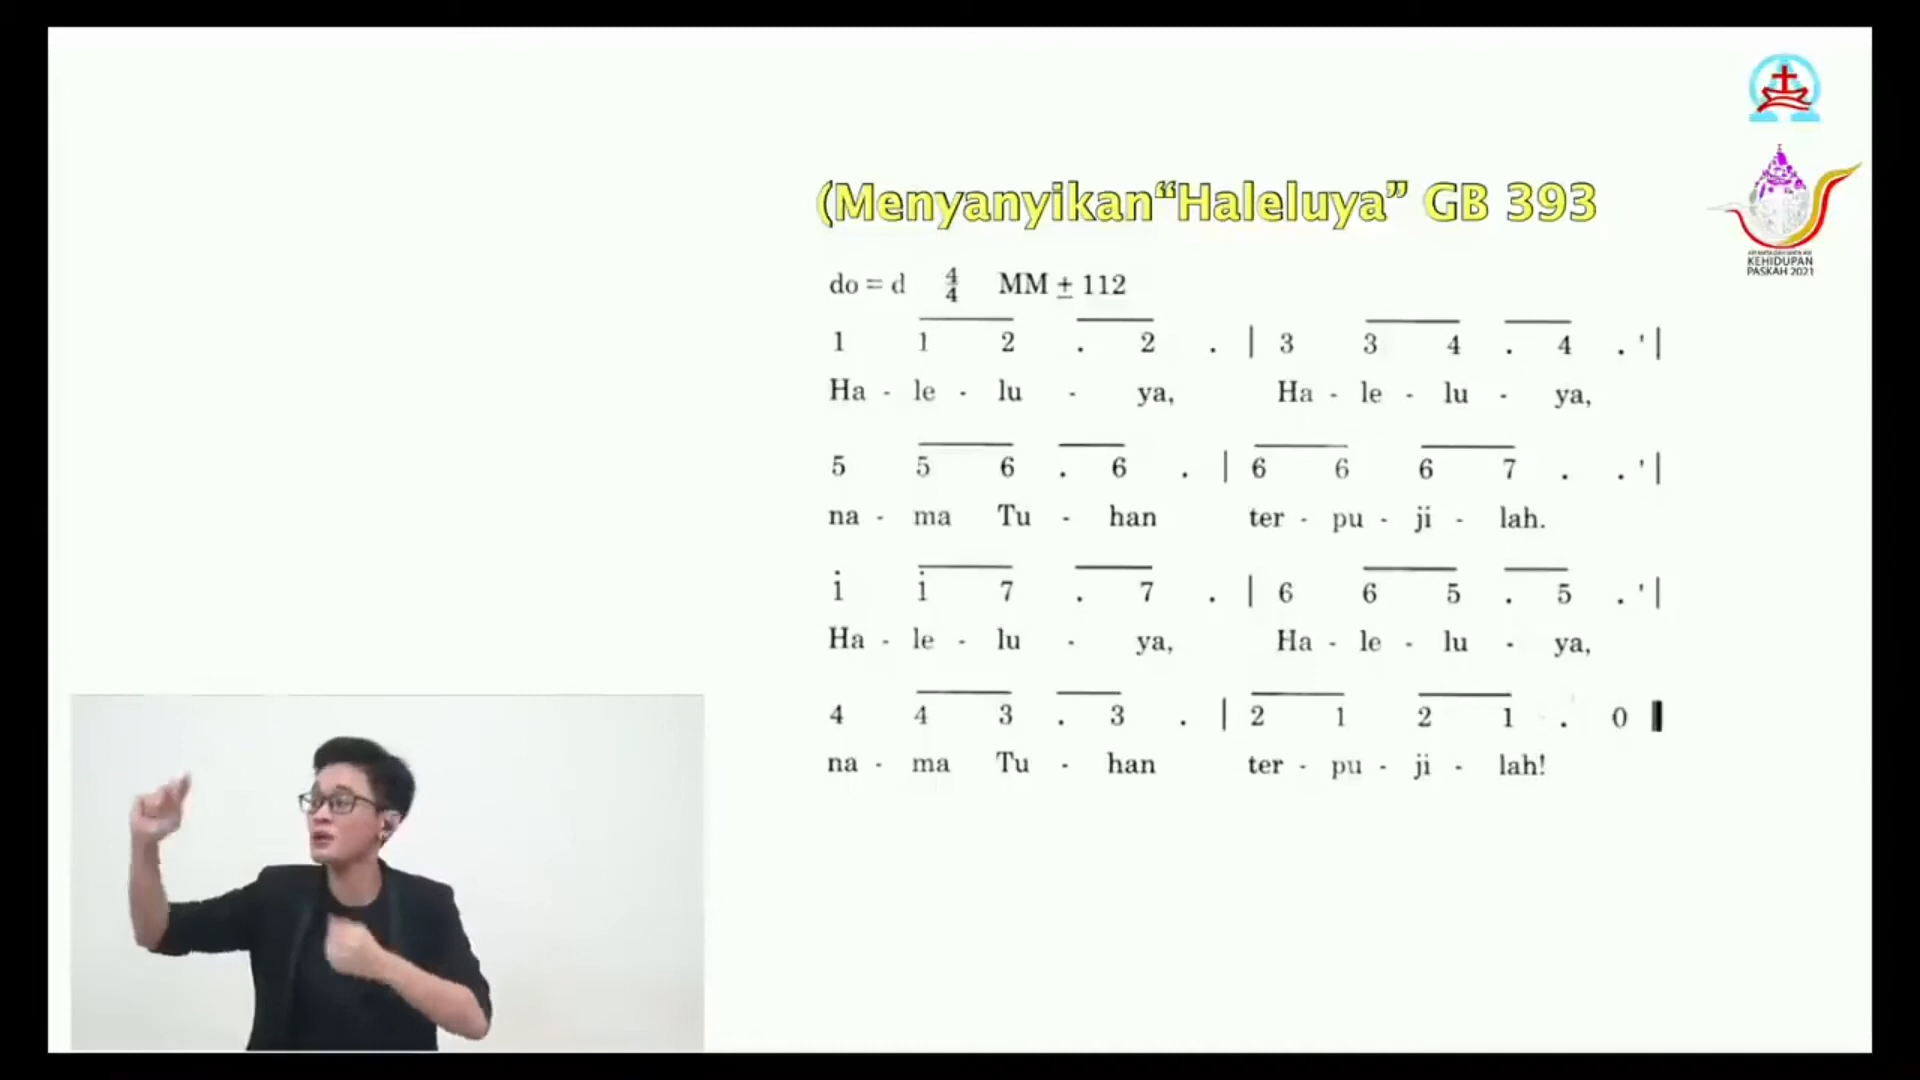 (Menyanyikan“Haleluya” GB 393
KEHIDUPAN
PASKAH 2021
do = d 4/4 MM ± 112
1 1 2 . 2 . | 3 3 4 . 4 . ' |
Ha - le - lu - ya, Ha - le - lu - ya,
5 5 6 . 6 . | 6 6 6 7 . . ' |
na - ma Tu - han ter - pu - ji - lah.
i i 7 . 7 . | 6 6 5 . 5 . ' |
Ha - le - lu - ya, Ha - le - lu - ya,
4 4 3 . 3 . | 2 1 2 1 . 0 |
na - ma Tu - han ter - pu - ji - lah!